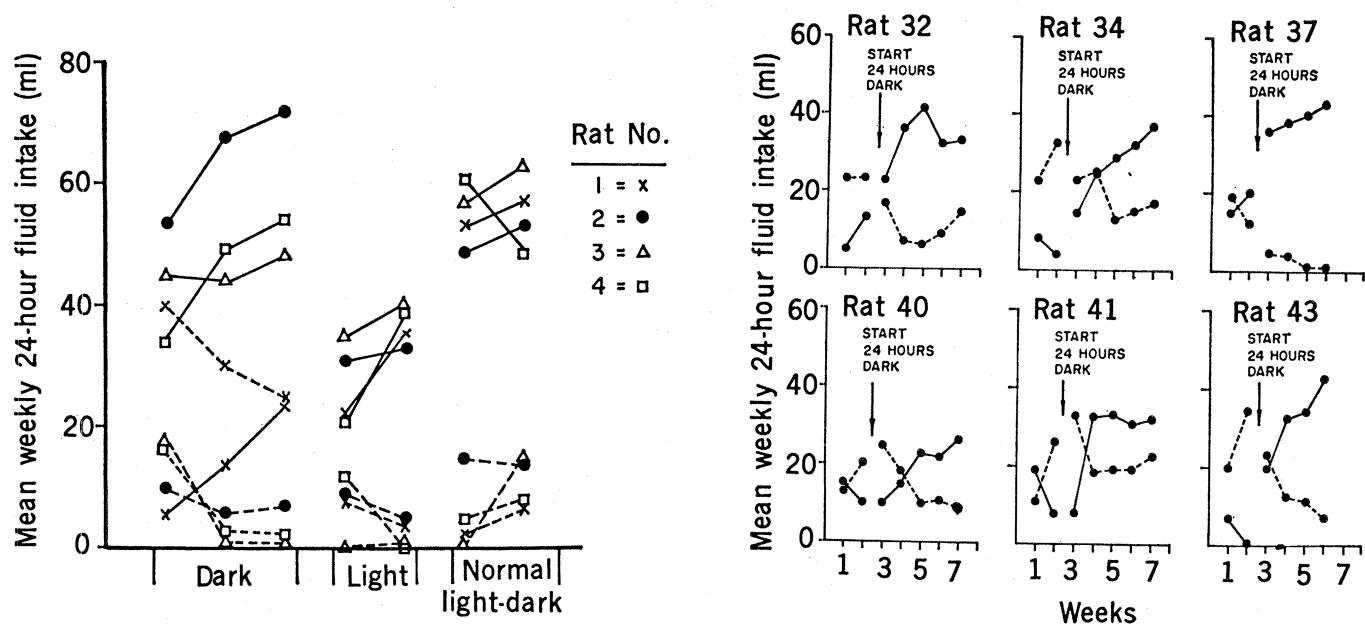 Mean weekly 24-hour fluid intake (ml)
80
60
40
20
0
Dark
Light
Normal
light-dark
Rat No.
1 = x
2 = ●
3 = △
4 = □
Mean weekly 24-hour fluid intake (ml)
Rat 32
START
24 HOURS
DARK
60
40
20
0
Rat 34
START
24 HOURS
DARK
Rat 37
START
24 HOURS
DARK
Rat 40
START
24 HOURS
DARK
60
40
20
0
1 3 5 7
Rat 41
START
24 HOURS
DARK
1 3 5 7
Rat 43
START
24 HOURS
DARK
1 3 5 7
Weeks